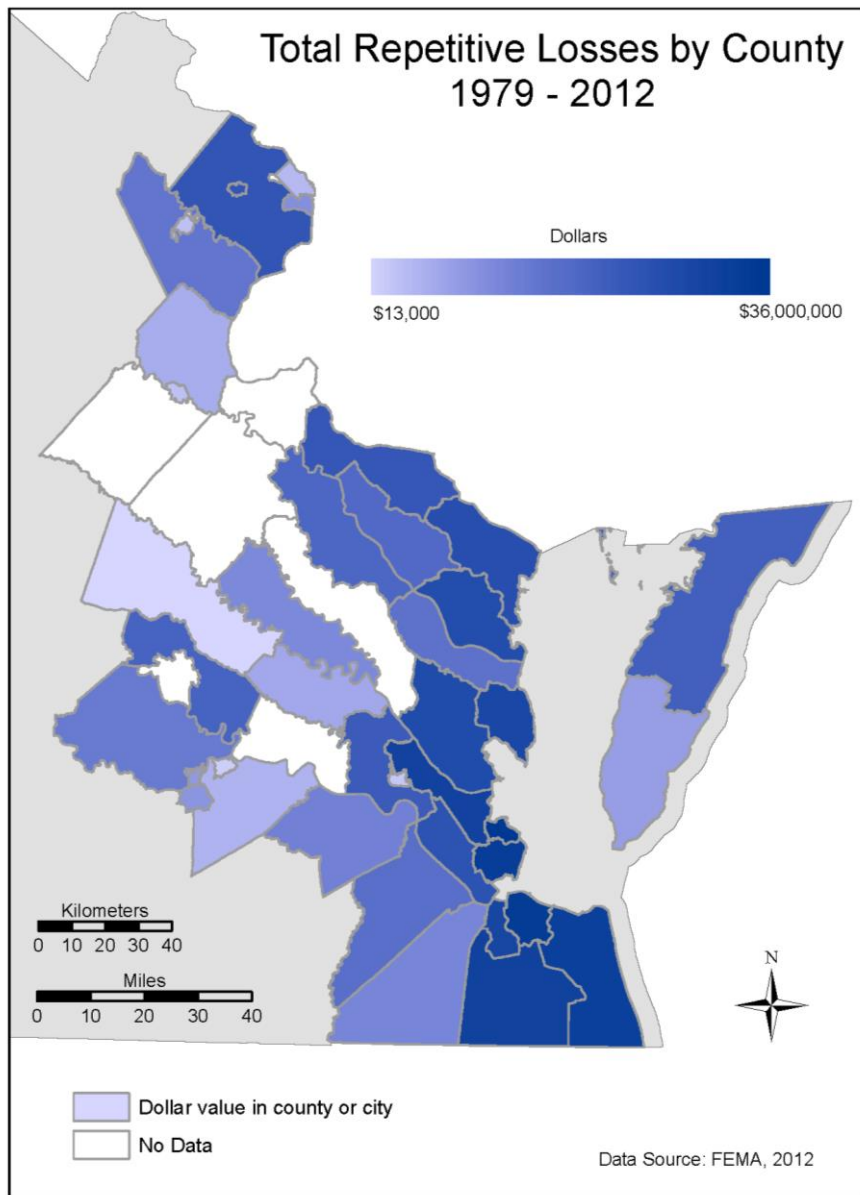 Total Repetitive Losses by County
1979 - 2012
Dollars
$13,000 $36,000,000
Kilometers
0 10 20 30 40
Miles
0 10 20 30 40
N
Dollar value in county or city
No Data
Data Source: FEMA, 2012